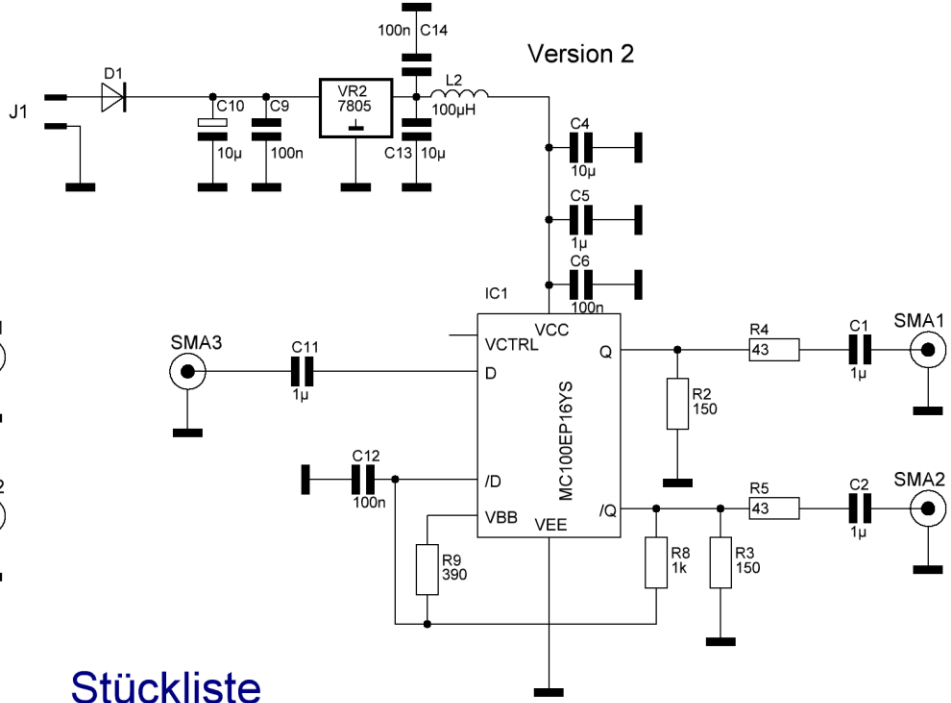 Version 2
100n C14
D1
J1
C10
10µ
C9
100n
VR2
7805
L2
100µH
C13 10µ
C4
10µ
C5
1µ
C6
100n
IC1
VCC
VCTRL
D
/D
VBB
VEE
Q
/Q
MC100EP16YS
SMA3
C11
1µ
C12
100n
R9
390
R4
43
C1
1µ
SMA1
R2
150
R5
43
C2
1µ
SMA2
R8
1k
R3
150
Stückliste